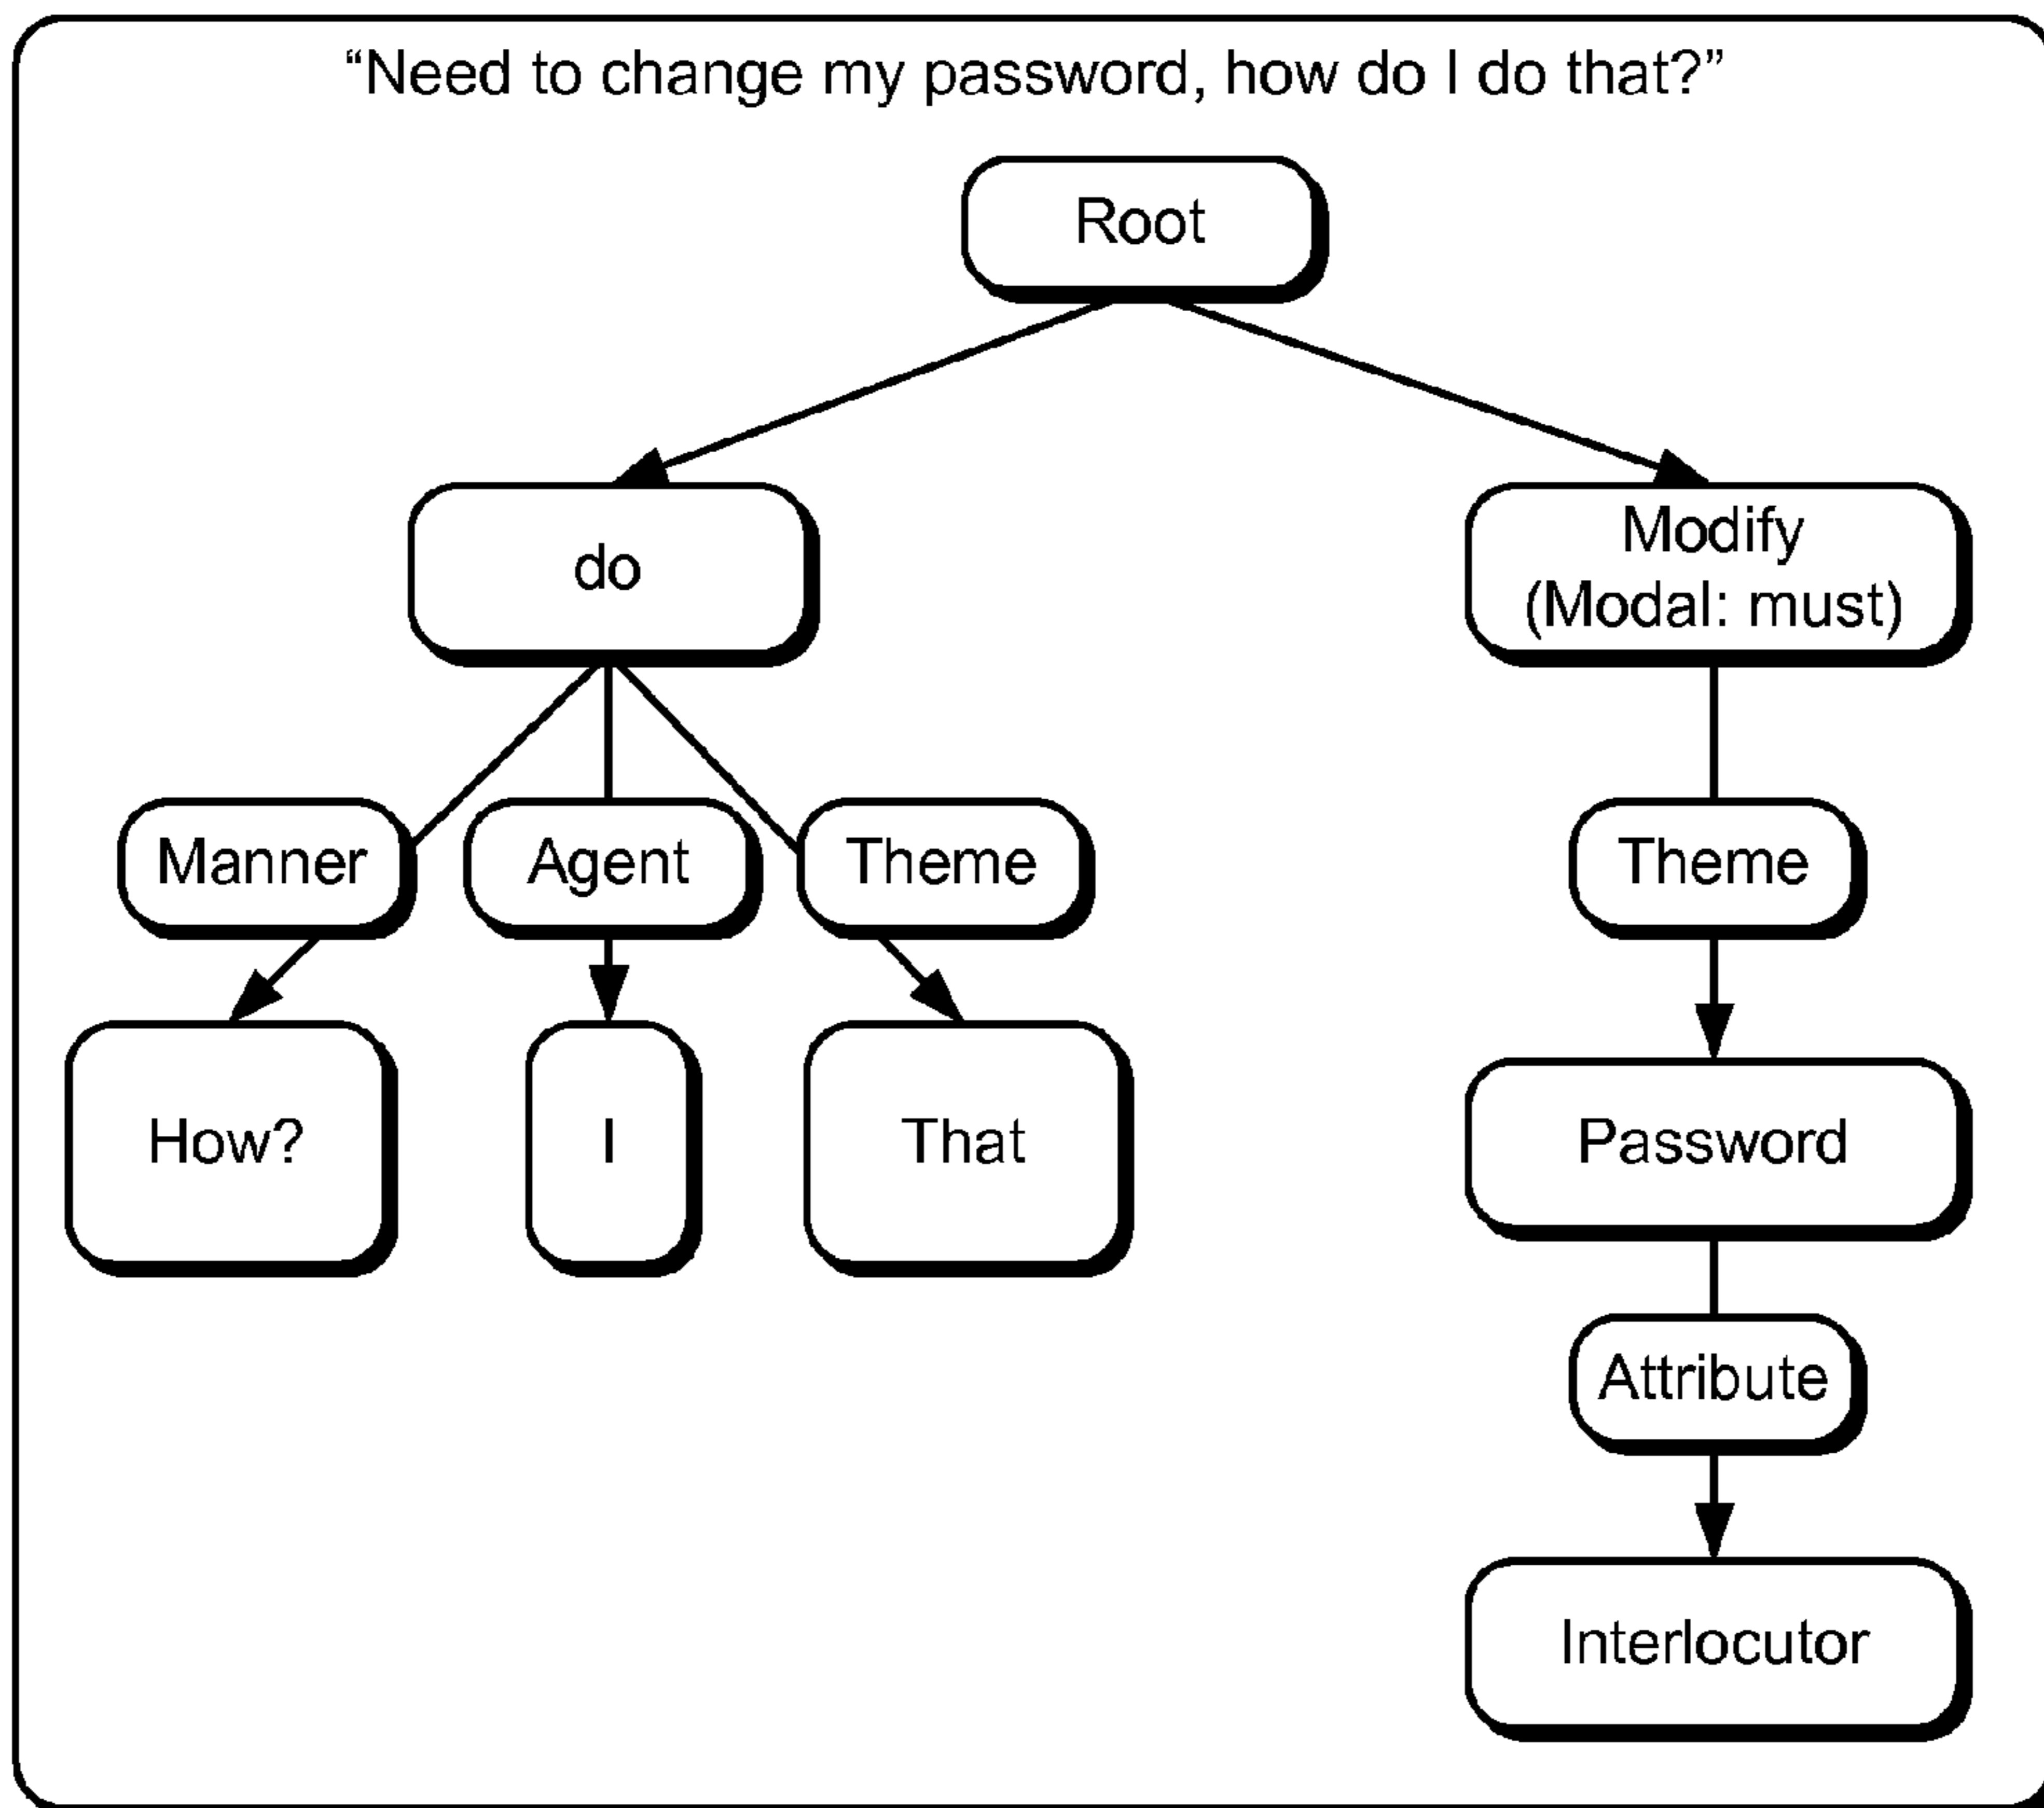 “Need to change my password, how do I do that?”
Root
do
Modify
(Modal: must)
Manner
Agent
Theme
Theme
How?
I
That
Password
Attribute
Interlocutor